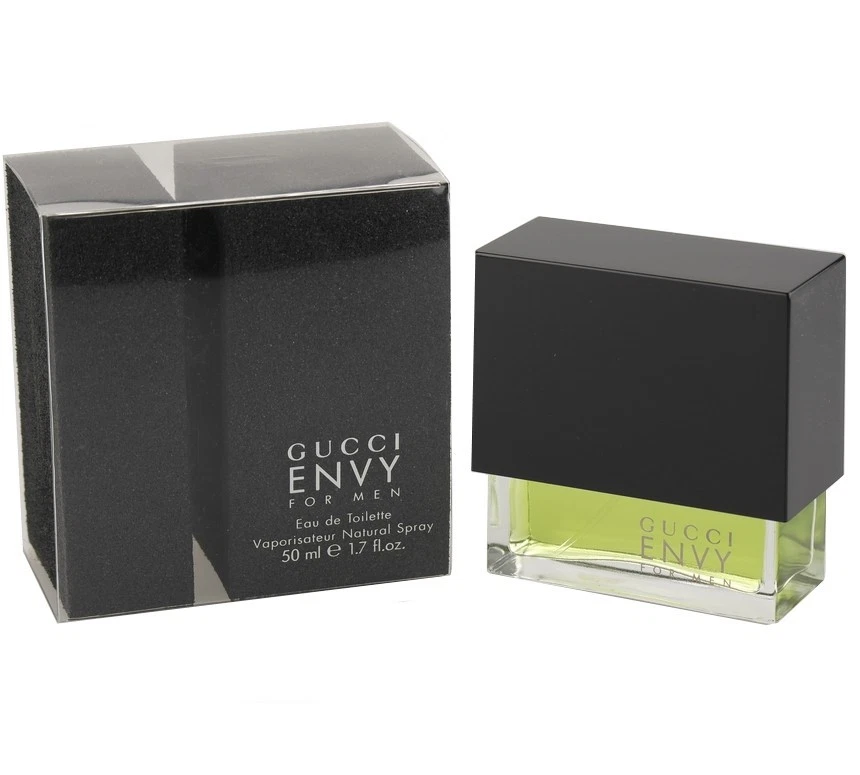 GUCCI
ENVY
FOR MEN
Eau de Toilette
Vaporisateur Natural Spray
50 ml e 1.7 fl.oz.
GUCCI
ENVY
FOR MEN